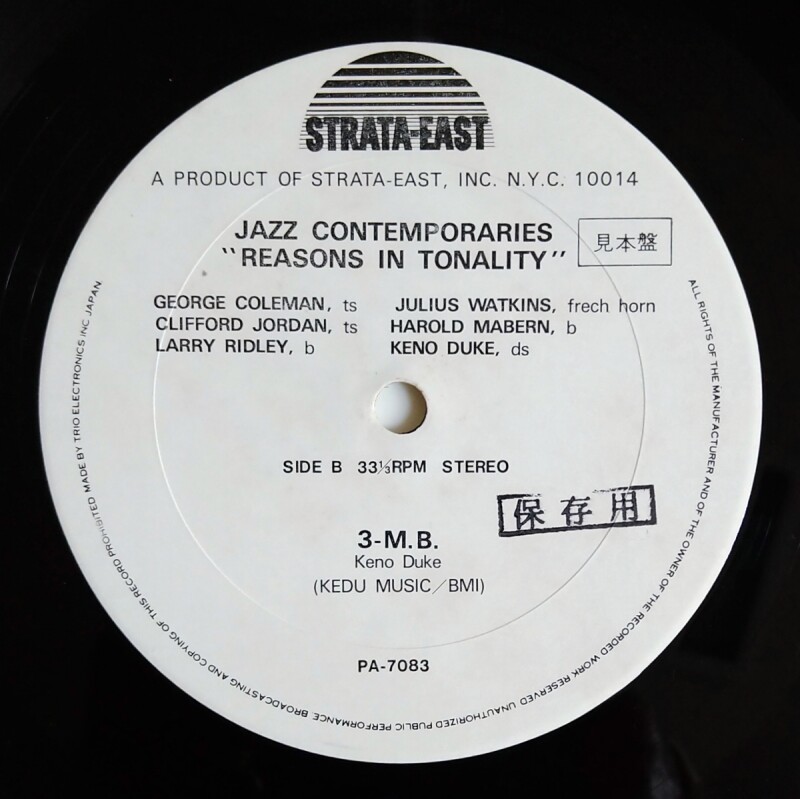 STRATA-EAST
A PRODUCT OF STRATA-EAST, INC. N.Y.C. 10014
JAZZ CONTEMPORARIES
"REASONS IN TONALITY"
見本盤
GEORGE COLEMAN, ts JULIUS WATKINS, frech horn
CLIFFORD JORDAN, ts HAROLD MABERN, b
LARRY RIDLEY, b KENO DUKE, ds
SIDE B 33⅓RPM STEREO
保存用
3-M.B.
Keno Duke
(KEDU MUSIC/BMI)
PA-7083
ALL RIGHTS OF THE MANUFACTURER AND OF THE OWNER OF THE RECORDED WORK RESERVED UNAUTHORIZED PUBLIC PERFORMANCE BROADCASTING AND COPYING OF THIS RECORD PROHIBITED MADE BY TRIO ELECTRONICS INC JAPAN